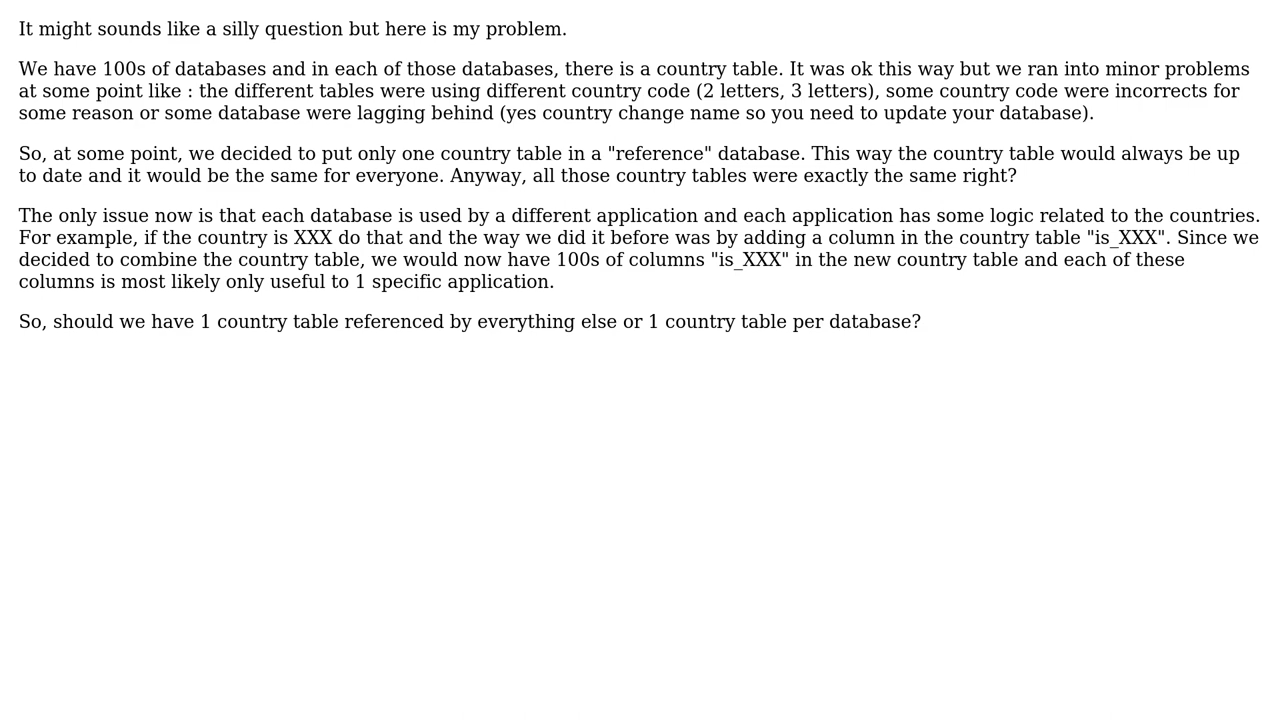 It might sounds like a silly question but here is my problem.
We have 100s of databases and in each of those databases, there is a country table. It was ok this way but we ran into minor problems
at some point like : the different tables were using different country code (2 letters, 3 letters), some country code were incorrects for
some reason or some database were lagging behind (yes country change name so you need to update your database).
So, at some point, we decided to put only one country table in a "reference" database. This way the country table would always be up
to date and it would be the same for everyone. Anyway, all those country tables were exactly the same right?
The only issue now is that each database is used by a different application and each application has some logic related to the countries.
For example, if the country is XXX do that and the way we did it before was by adding a column in the country table "is_XXX". Since we
decided to combine the country table, we would now have 100s of columns "is_XXX" in the new country table and each of these
columns is most likely only useful to 1 specific application.
So, should we have 1 country table referenced by everything else or 1 country table per database?